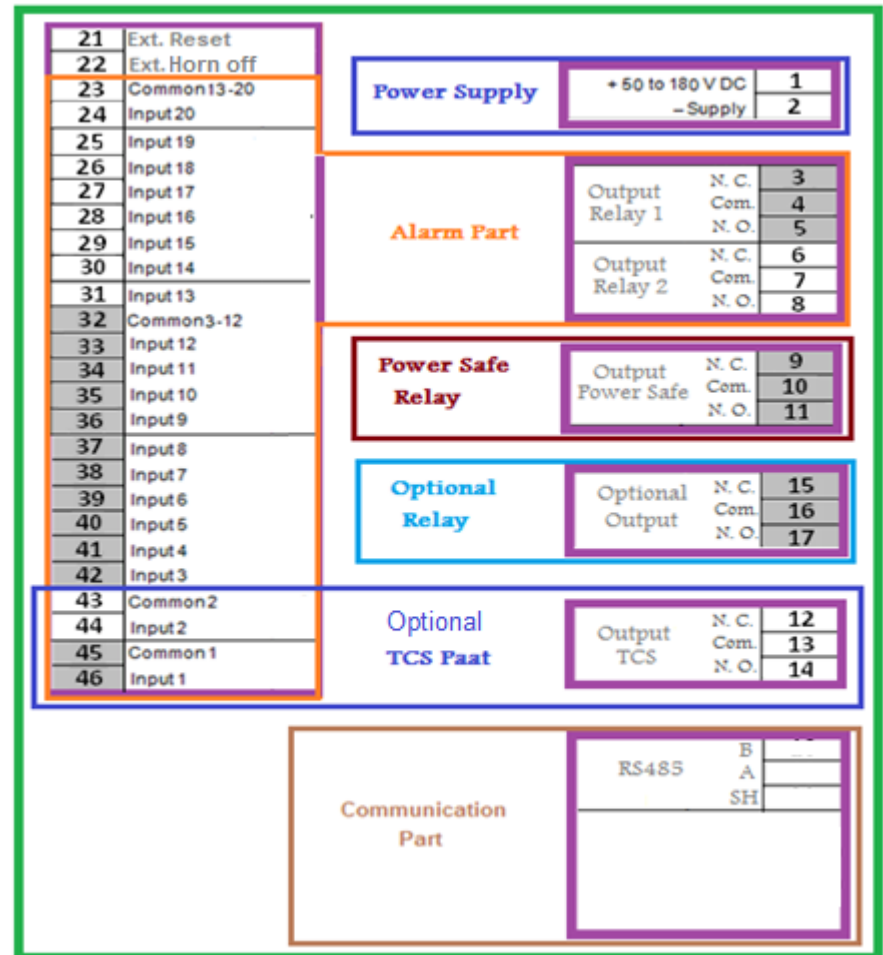 21 Ext. Reset
22 Ext. Horn off
23 Common 13-20
24 Input 20
25 Input 19
26 Input 18
27 Input 17
28 Input 16
29 Input 15
30 Input 14
31 Input 13
32 Common 3-12
33 Input 12
34 Input 11
35 Input 10
36 Input 9
37 Input 8
38 Input 7
39 Input 6
40 Input 5
41 Input 4
42 Input 3
43 Common 2
44 Input 2
45 Common 1
46 Input 1
Power Supply
+ 50 to 180 V DC 1
– Supply 2
Alarm Part
Output Relay 1
N. C. 3
Com. 4
N. O. 5
Output Relay 2
N. C. 6
Com. 7
N. O. 8
Power Safe
Relay
Output
Power Safe
N. C. 9
Com. 10
N. O. 11
Optional
Relay
Optional
Output
N. C. 15
Com. 16
N. O. 17
Optional
TCS Paat
Output
TCS
N. C. 12
Com. 13
N. O. 14
Communication
Part
RS485
B
A
SH